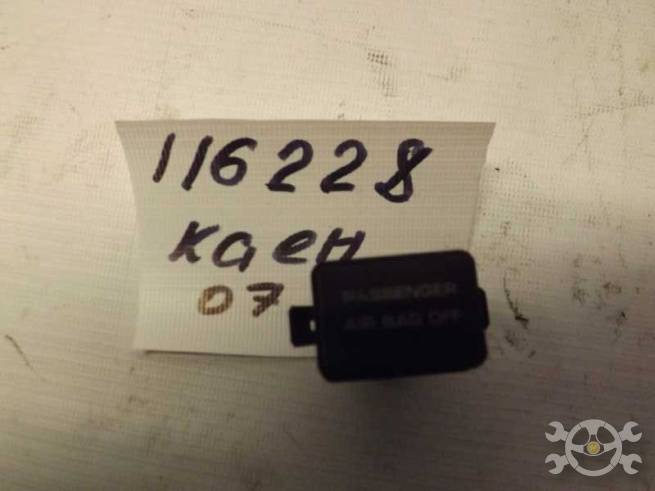 116228
каен
07
PASSENGER
AIR BAG OFF